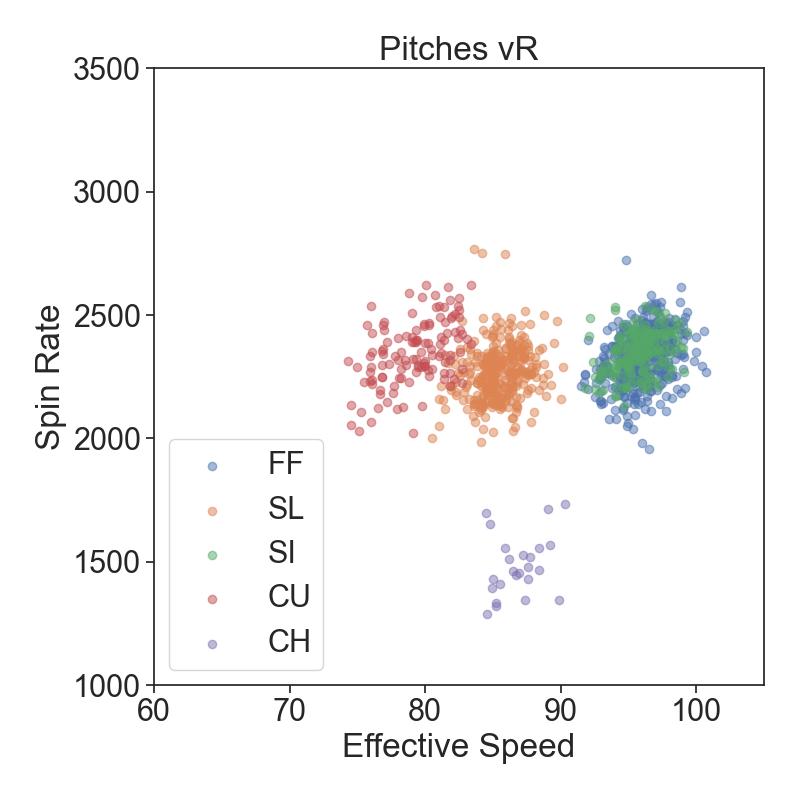 Pitches vR
3500
3000
2500
2000
1500
1000
Spin Rate
FF
SL
SI
CU
CH
60 70 80 90 100
Effective Speed